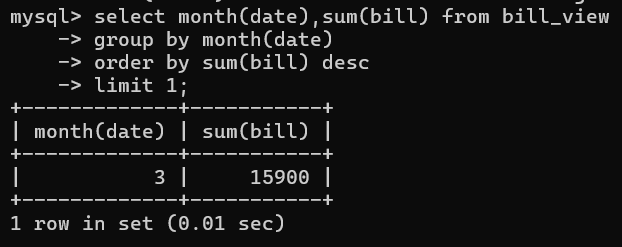 mysql> select month(date),sum(bill) from bill_view
    -> group by month(date)
    -> order by sum(bill) desc
    -> limit 1;
+-------------+-----------+
| month(date) | sum(bill) |
+-------------+-----------+
|           3 |     15900 |
+-------------+-----------+
1 row in set (0.01 sec)